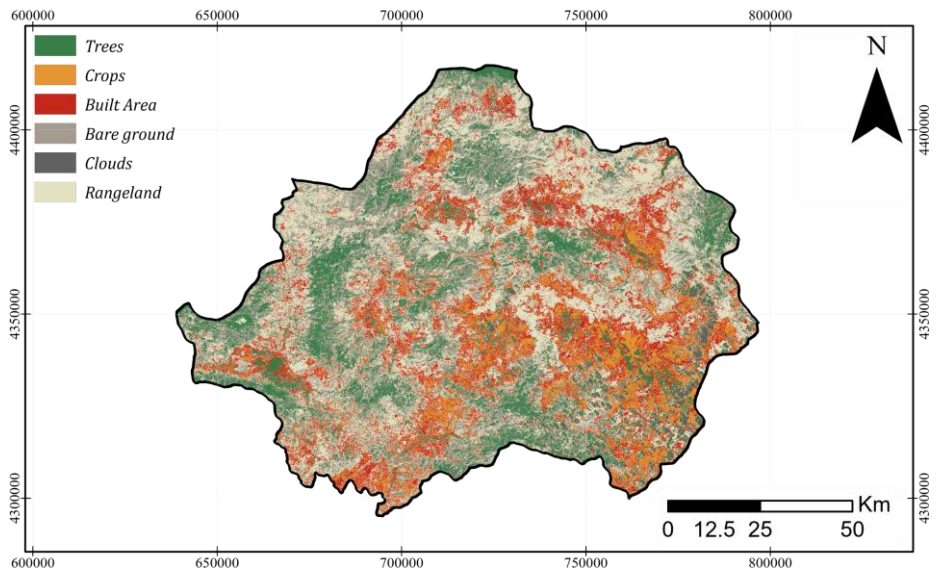 600000 650000 700000 750000 800000
Trees
Crops
Built Area
Bare ground
Clouds
Rangeland
N
4400000 4400000
4350000 4350000
4300000 4300000
Km
0 12.5 25 50
600000 650000 700000 750000 800000